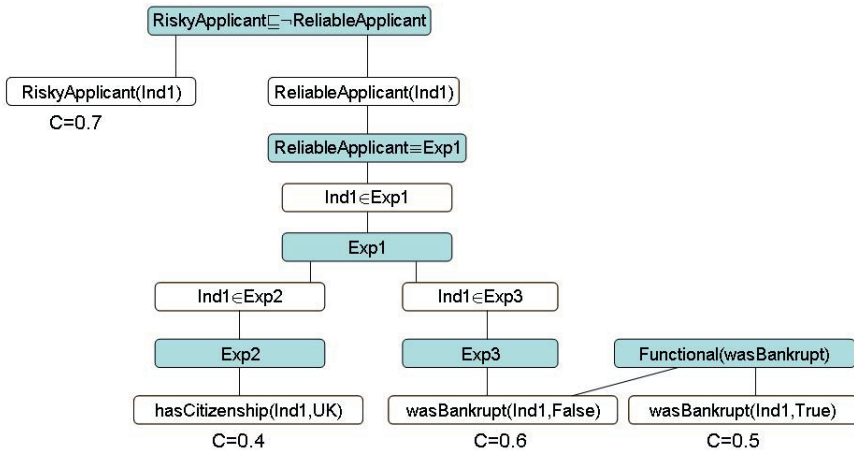 RiskyApplicant⊑¬ReliableApplicant
RiskyApplicant(Ind1)
ReliableApplicant(Ind1)
C=0.7
ReliableApplicant≡Exp1
Ind1∈Exp1
Exp1
Ind1∈Exp2
Ind1∈Exp3
Exp2
Exp3
Functional(wasBankrupt)
hasCitizenship(Ind1,UK)
wasBankrupt(Ind1,False)
wasBankrupt(Ind1,True)
C=0.4
C=0.6
C=0.5